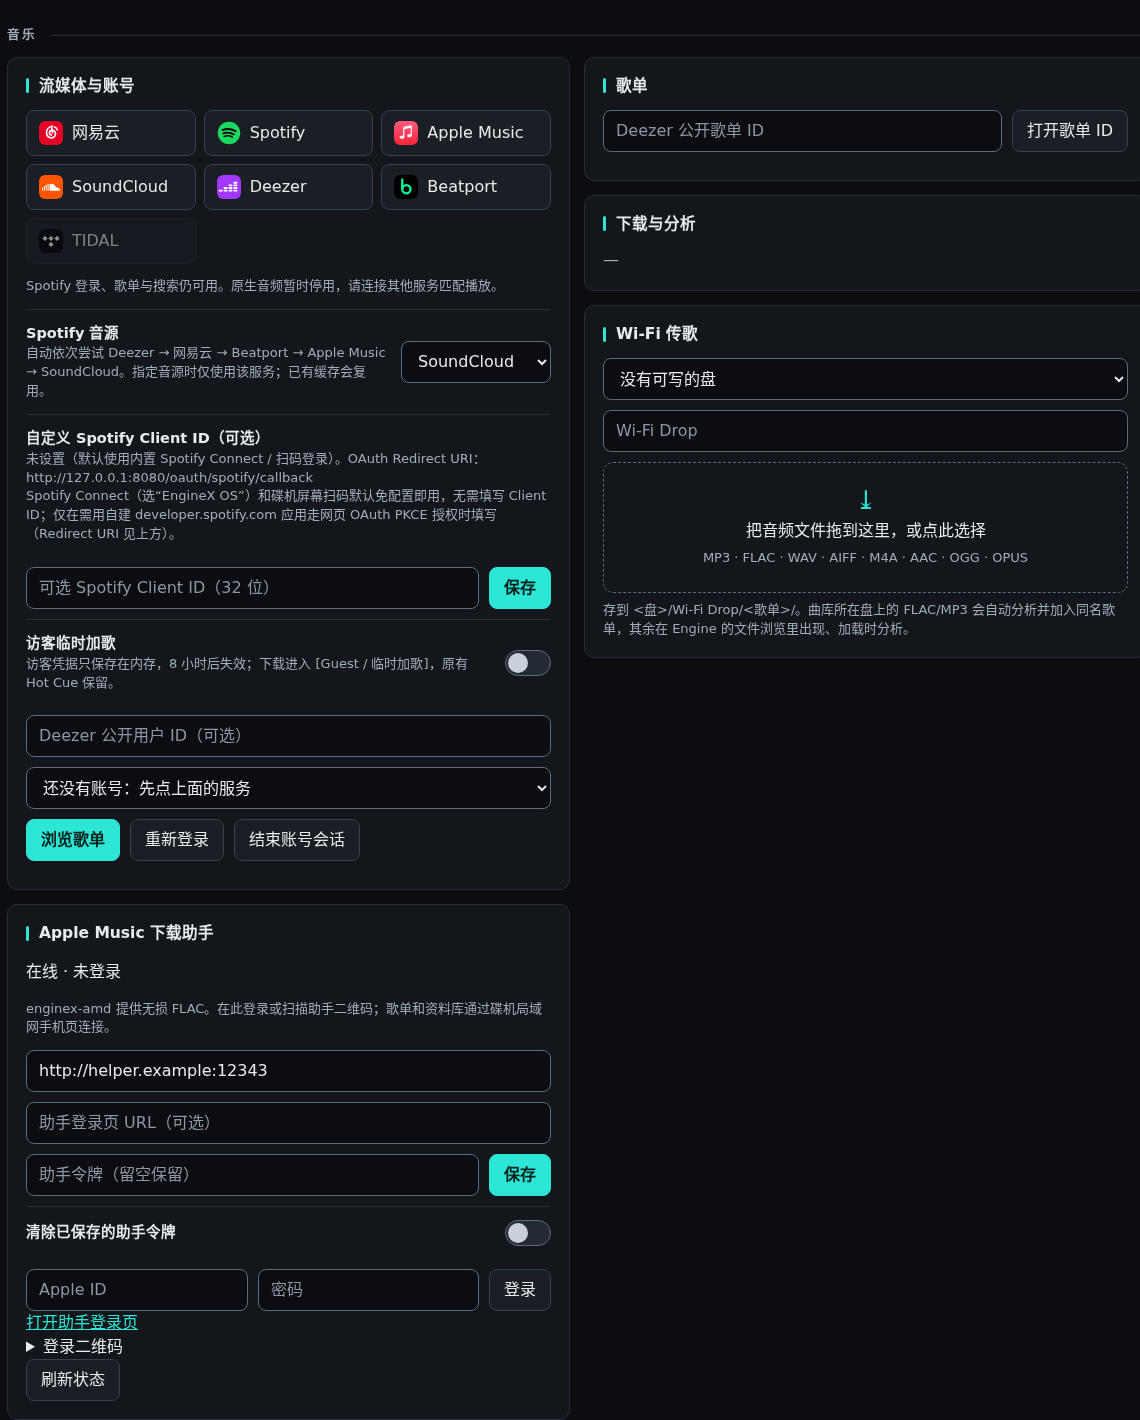 音乐
流媒体与账号
网易云
Spotify
Apple Music
SoundCloud
Deezer
Beatport
TIDAL
Spotify 登录、歌单与搜索仍可用。原生音频暂时停用，请连接其他服务匹配播放。
Spotify 音源
自动依次尝试 Deezer → 网易云 → Beatport → Apple Music
→ SoundCloud。指定音源时仅使用该服务；已有缓存会复
用。
SoundCloud
自定义 Spotify Client ID（可选）
未设置（默认使用内置 Spotify Connect / 扫码登录）。OAuth Redirect URI：
http://127.0.0.1:8080/oauth/spotify/callback
Spotify Connect（选“EngineX OS”）和碟机屏幕扫码默认免配置即用，无需填写 Client
ID；仅在需用自建 developer.spotify.com 应用走网页 OAuth PKCE 授权时填写
（Redirect URI 见上方）。
可选 Spotify Client ID（32 位）
保存
访客临时加歌
访客凭据只保存在内存，8 小时后失效；下载进入 [Guest / 临时加歌]，原有
Hot Cue 保留。
Deezer 公开用户 ID（可选）
还没有账号：先点上面的服务
浏览歌单
重新登录
结束账号会话
Apple Music 下载助手
在线 · 未登录
enginex-amd 提供无损 FLAC。在此登录或扫描助手二维码；歌单和资料库通过碟机局域
网手机页连接。
http://helper.example:12343
助手登录页 URL（可选）
助手令牌（留空保留）
保存
清除已保存的助手令牌
Apple ID
密码
登录
打开助手登录页
▶ 登录二维码
刷新状态
歌单
Deezer 公开歌单 ID
打开歌单 ID
下载与分析
—
Wi-Fi 传歌
没有可写的盘
Wi-Fi Drop
把音频文件拖到这里，或点此选择
MP3 · FLAC · WAV · AIFF · M4A · AAC · OGG · OPUS
存到 <盘>/Wi-Fi Drop/<歌单>/。曲库所在盘上的 FLAC/MP3 会自动分析并加入同名歌
单，其余在 Engine 的文件浏览里出现、加载时分析。